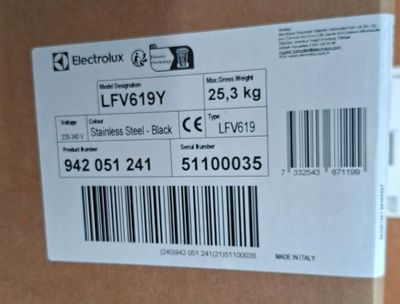 Electrolux
Model Designation
LFV619Y
Max.Gross Weight
25,3 kg
Voltage
220-240 V
Colour
Stainless Steel - Black
CE
Type
LFV619
Product Number
942 051 241
Serial Number
51100035
7 332543 671199
(240)942 051 241(21)51100035
MADE IN ITALY